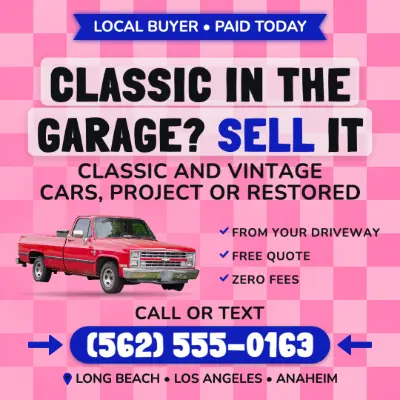 LOCAL BUYER • PAID TODAY
CLASSIC IN THE
GARAGE? SELL IT
CLASSIC AND VINTAGE
CARS, PROJECT OR RESTORED
FROM YOUR DRIVEWAY
FREE QUOTE
ZERO FEES
CALL OR TEXT
(562) 555-0163
LONG BEACH • LOS ANGELES • ANAHEIM